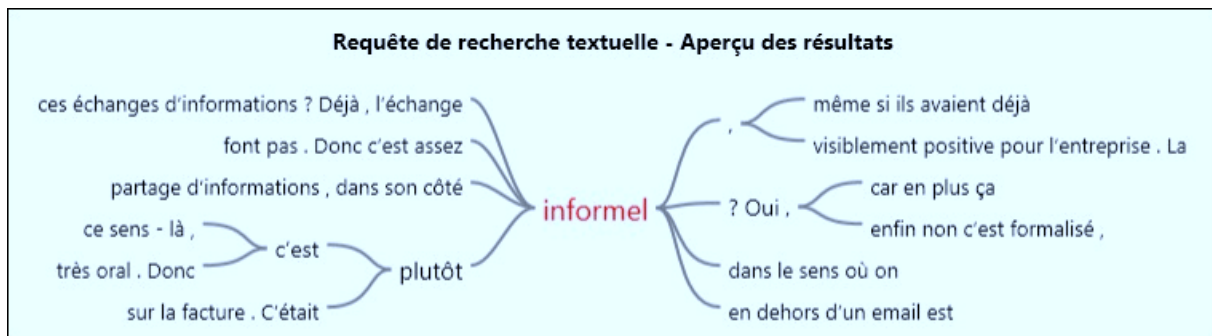 Requête de recherche textuelle - Aperçu des résultats
ces échanges d'informations ? Déjà , l'échange
font pas . Donc c'est assez
partage d'informations , dans son côté
ce sens - là ,
très oral . Donc
c'est
sur la facture . C'était
plutôt
informel
,
même si ils avaient déjà
visiblement positive pour l'entreprise . La
? Oui ,
car en plus ça
enfin non c'est formalisé ,
dans le sens où on
en dehors d'un email est